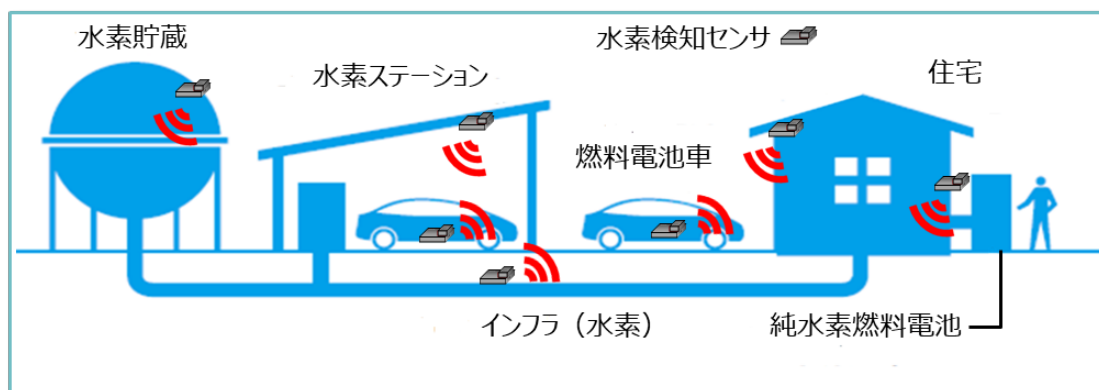 水素貯蔵
水素検知センサ
水素ステーション
住宅
燃料電池車
インフラ（水素）
純水素燃料電池